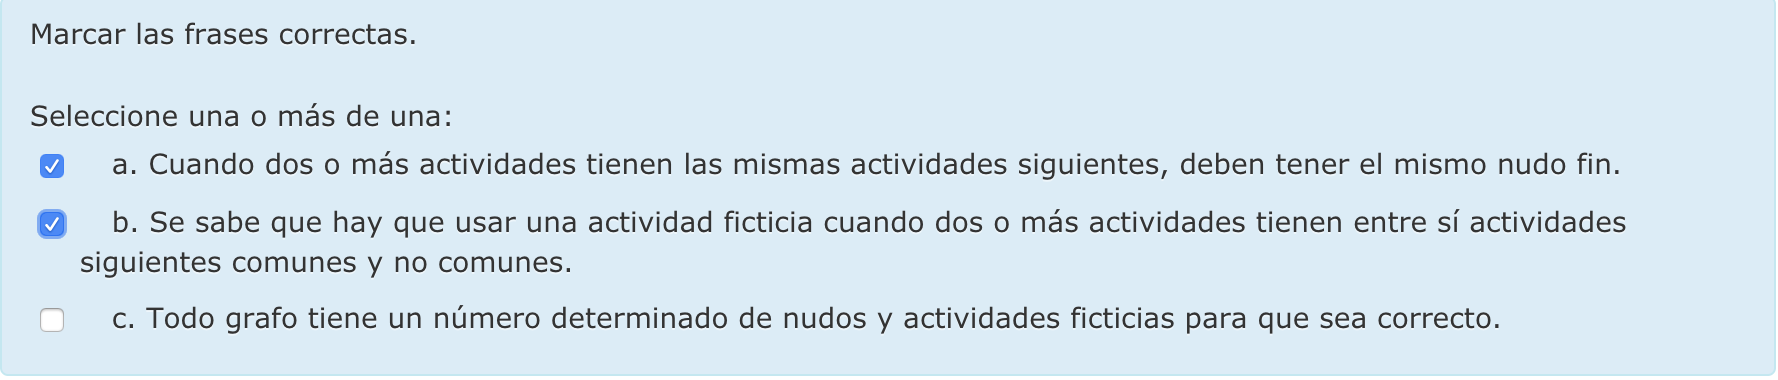 Marcar las frases correctas.
Seleccione una o más de una:
a. Cuando dos o más actividades tienen las mismas actividades siguientes, deben tener el mismo nudo fin.
b. Se sabe que hay que usar una actividad ficticia cuando dos o más actividades tienen entre sí actividades
siguientes comunes y no comunes.
c. Todo grafo tiene un número determinado de nudos y actividades ficticias para que sea correcto.